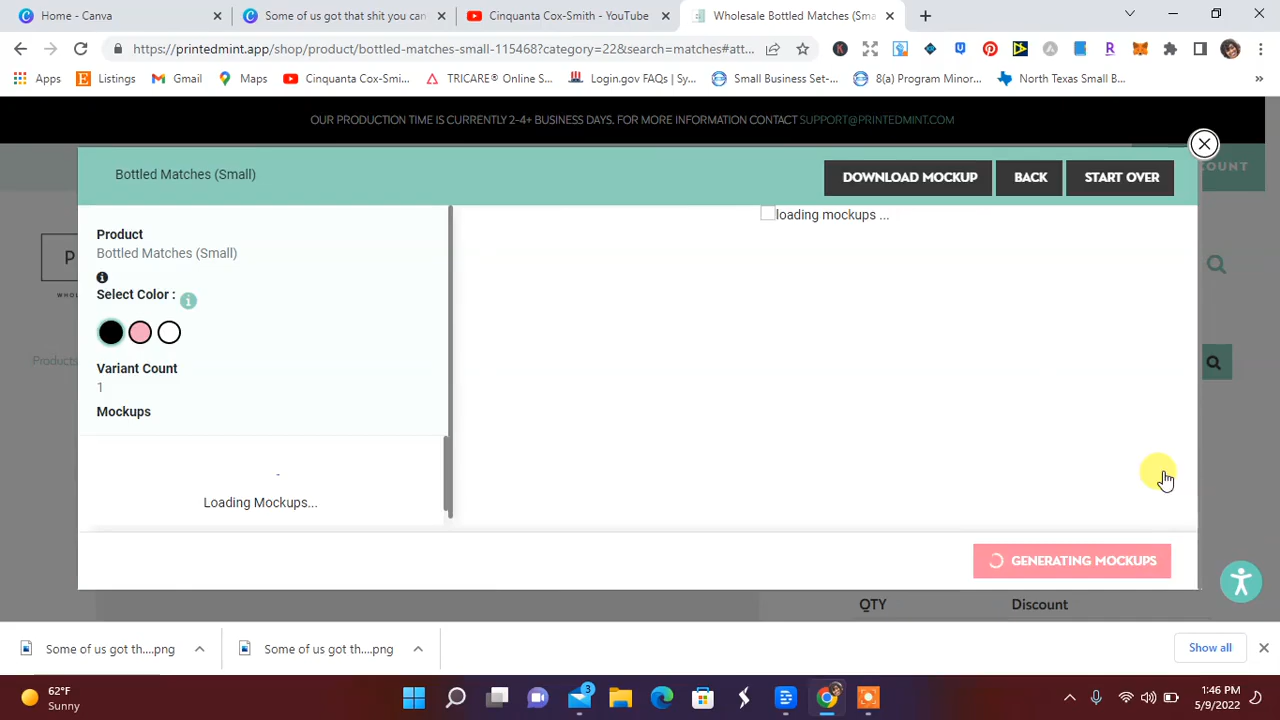 Home - Canva
Some of us got that shit you can
Cinquanta Cox-Smith - YouTube
Wholesale Bottled Matches (Sma
https://printedmint.app/shop/product/bottled-matches-small-115468?category=22&search=matches#att...
Apps
Listings
Gmail
Maps
Cinquanta Cox-Smi...
TRICARE® Online S...
Login.gov FAQs | Sy...
Small Business Set-...
8(a) Program Minor...
North Texas Small B...
OUR PRODUCTION TIME IS CURRENTLY 2-4+ BUSINESS DAYS. FOR MORE INFORMATION CONTACT SUPPORT@PRINTEDMINT.COM
OUNT
Bottled Matches (Small)
DOWNLOAD MOCKUP
BACK
START OVER
loading mockups ...
Product
Bottled Matches (Small)
P
Select Color :
Products
Variant Count
1
Mockups
-
Loading Mockups...
GENERATING MOCKUPS
QTY
Discount
Some of us got th....png
Some of us got th....png
Show all
62°F
Sunny
3
1:46 PM
5/9/2022